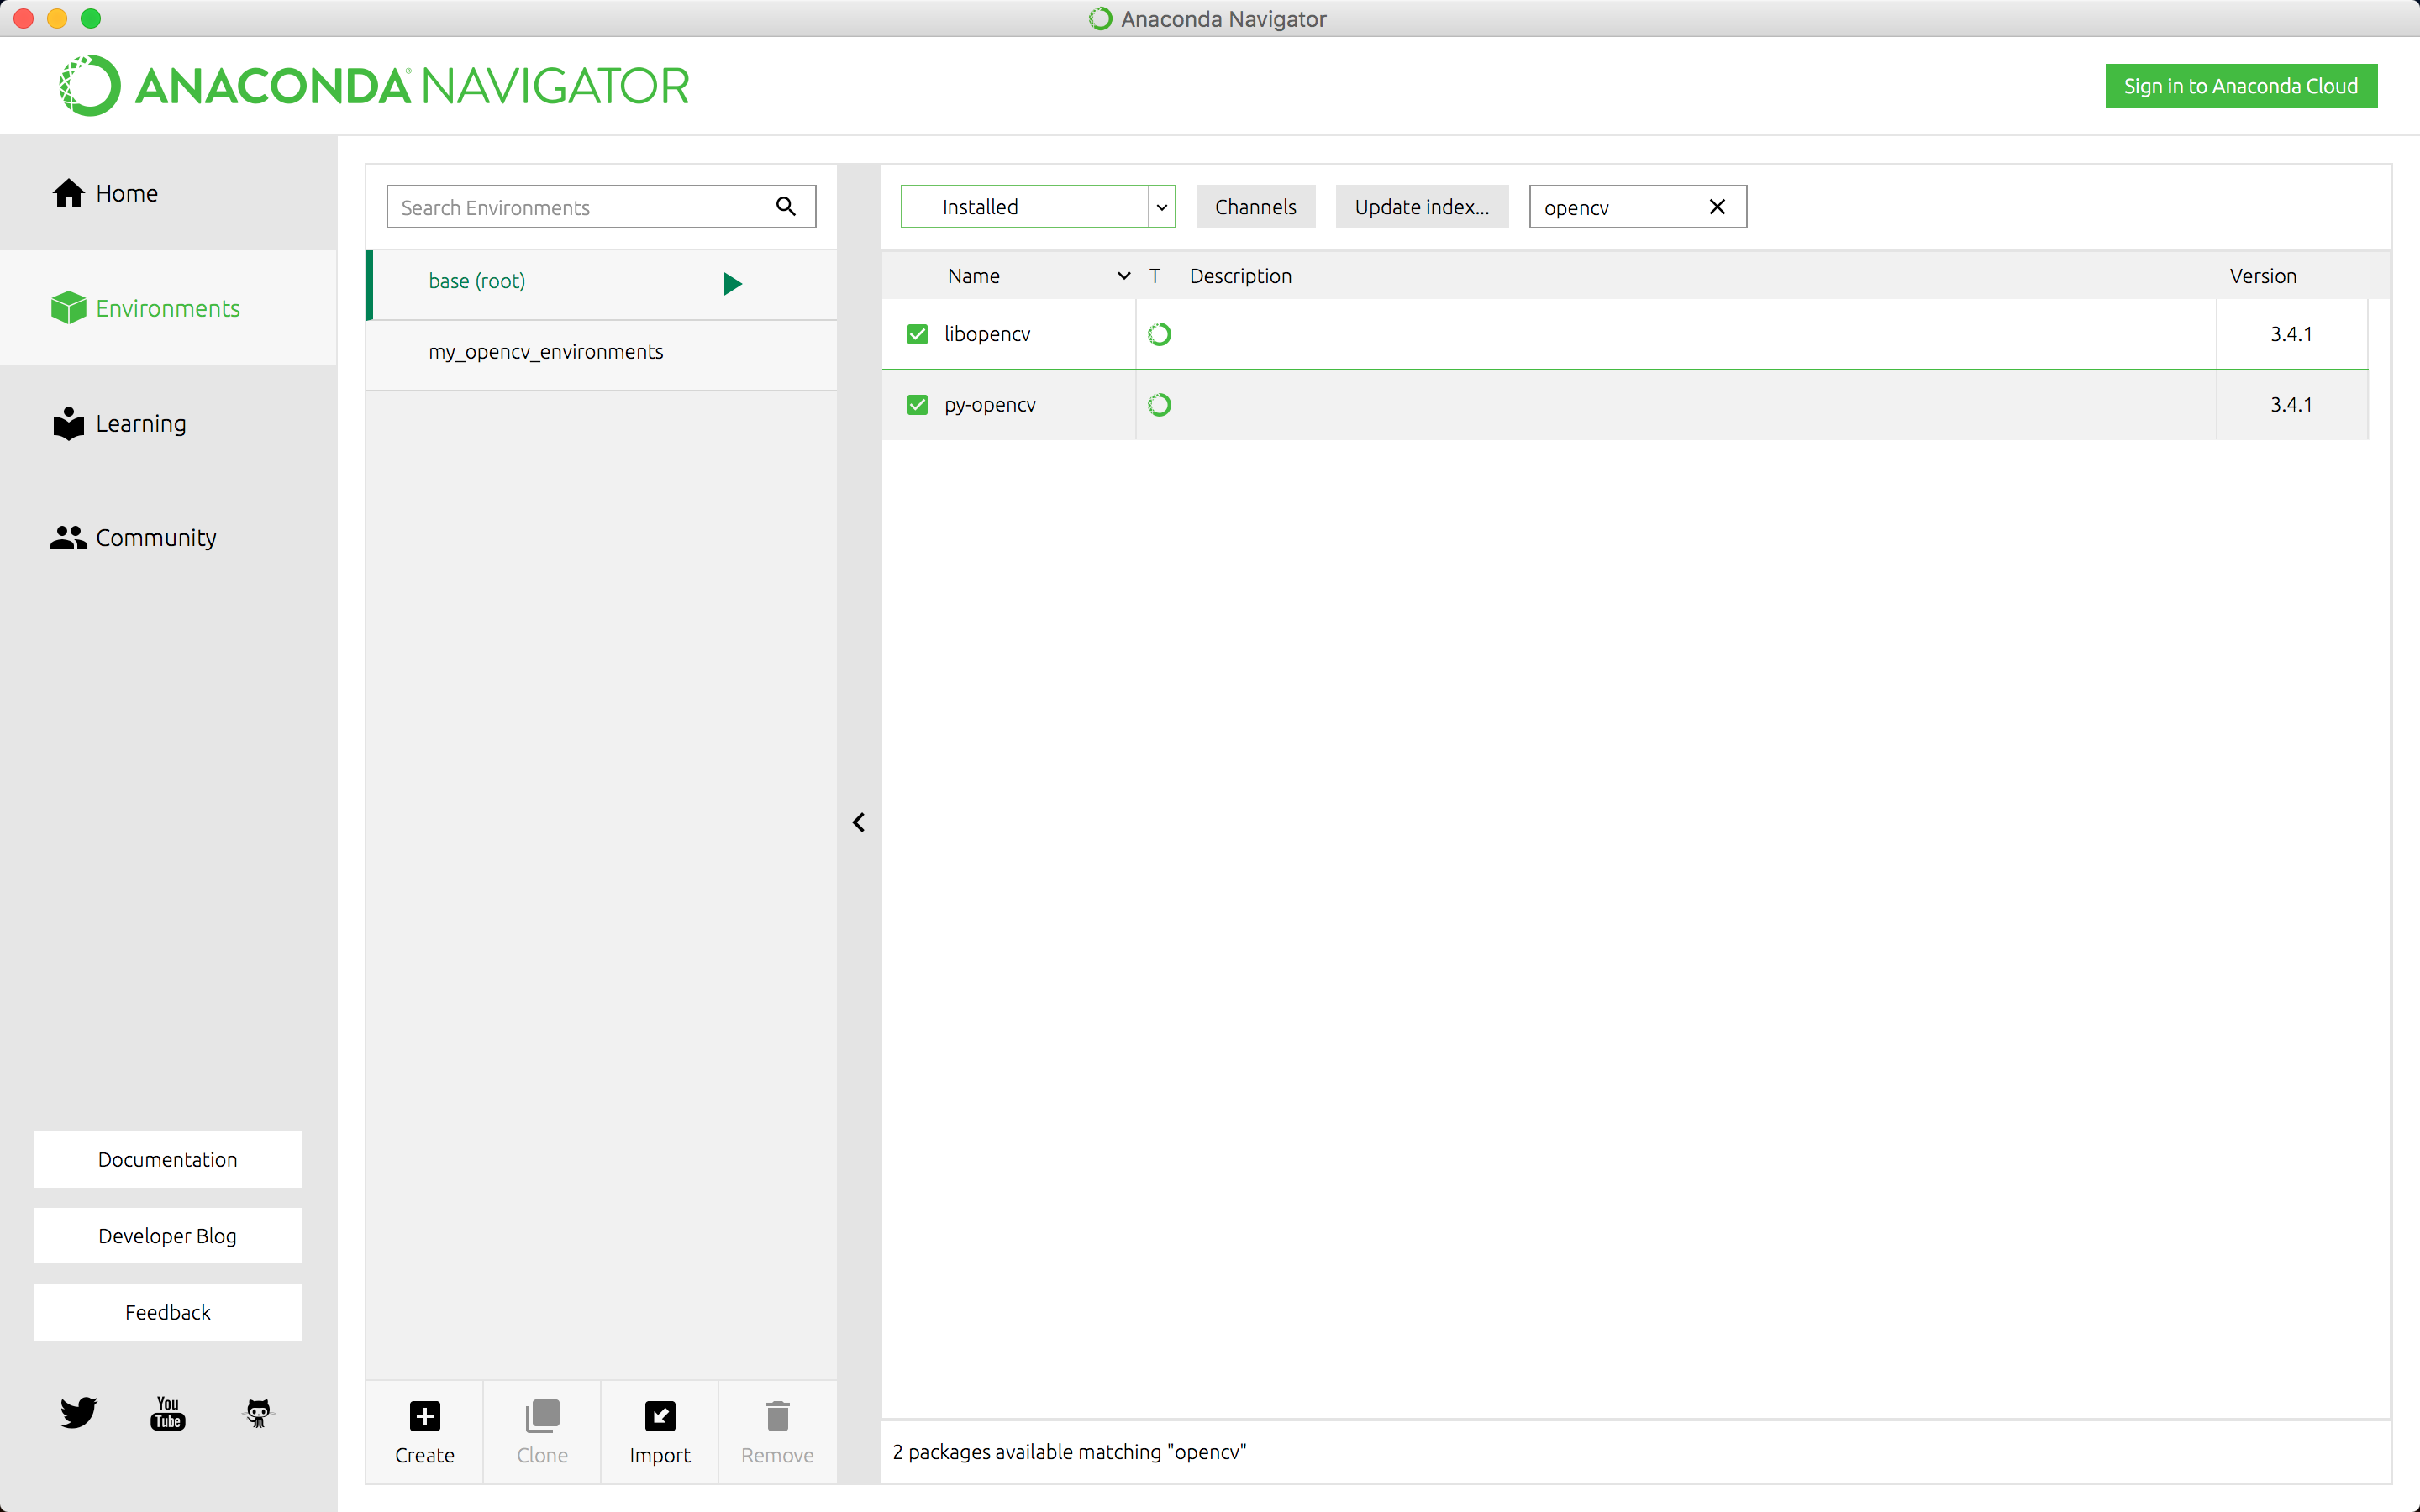 Anaconda Navigator
ANACONDA NAVIGATOR
Sign in to Anaconda Cloud
Home
Environments
Learning
Community
Documentation
Developer Blog
Feedback
You
Tube
Search Environments
base (root)
my_opencv_environments
Create
Clone
Import
Remove
Installed
Channels
Update index...
opencv
Name T Description Version
libopencv 3.4.1
py-opencv 3.4.1
2 packages available matching "opencv"